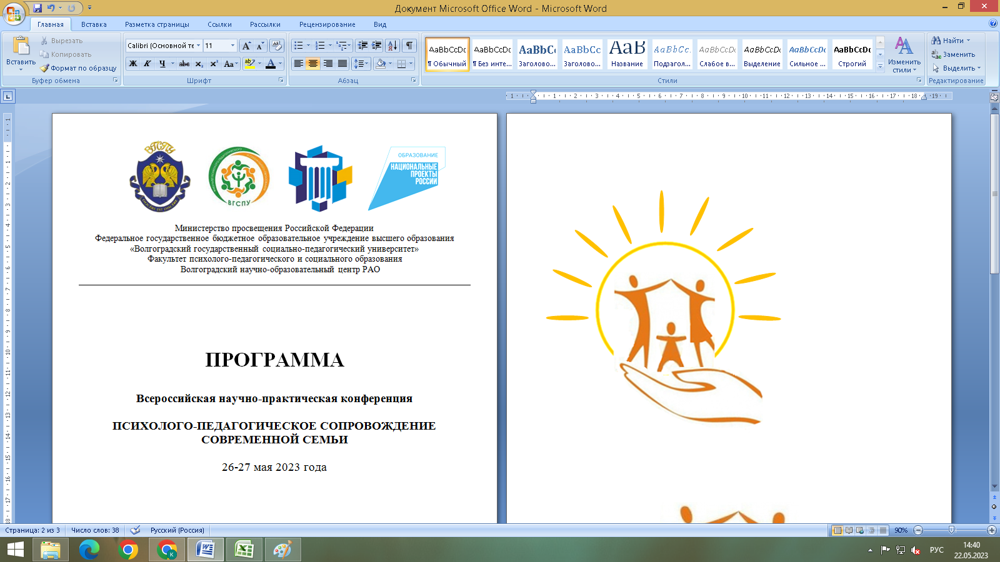 Документ Microsoft Office Word - Microsoft Word
Главная
Вставка
Разметка страницы
Ссылки
Рассылки
Рецензирование
Вид
Вставить
Вырезать
Копировать
Формат по образцу
Буфер обмена
Calibri (Основной те
11
Ж К Ч abc x₂ x² Aa
Шрифт
Абзац
AaBbCcDc
¶ Обычный
AaBbCcDc
¶ Без инте...
AaBbC
Заголово...
AaBbCc
Заголово...
АаВ
Название
AaBbCc.
Подзагол...
AaBbCcDc
Слабое в...
AaBbCcDc
Выделение
AaBbCcDc
Сильное ...
AaBbCcDc
Строгий
Изменить
стили
Стили
Найти
Заменить
Выделить
Редактирование
ВГСПУ
ВГСПУ
ОБРАЗОВАНИЕ
НАЦИОНАЛЬНЫЕ
ПРОЕКТЫ
РОССИИ
Министерство просвещения Российской Федерации
Федеральное государственное бюджетное образовательное учреждение высшего образования
«Волгоградский государственный социально-педагогический университет»
Факультет психолого-педагогического и социального образования
Волгоградский научно-образовательный центр РАО
ПРОГРАММА
Всероссийская научно-практическая конференция
ПСИХОЛОГО-ПЕДАГОГИЧЕСКОЕ СОПРОВОЖДЕНИЕ
СОВРЕМЕННОЙ СЕМЬИ
26-27 мая 2023 года
Страница: 2 из 3
Число слов: 38
Русский (Россия)
90%
РУС
14:40
22.05.2023